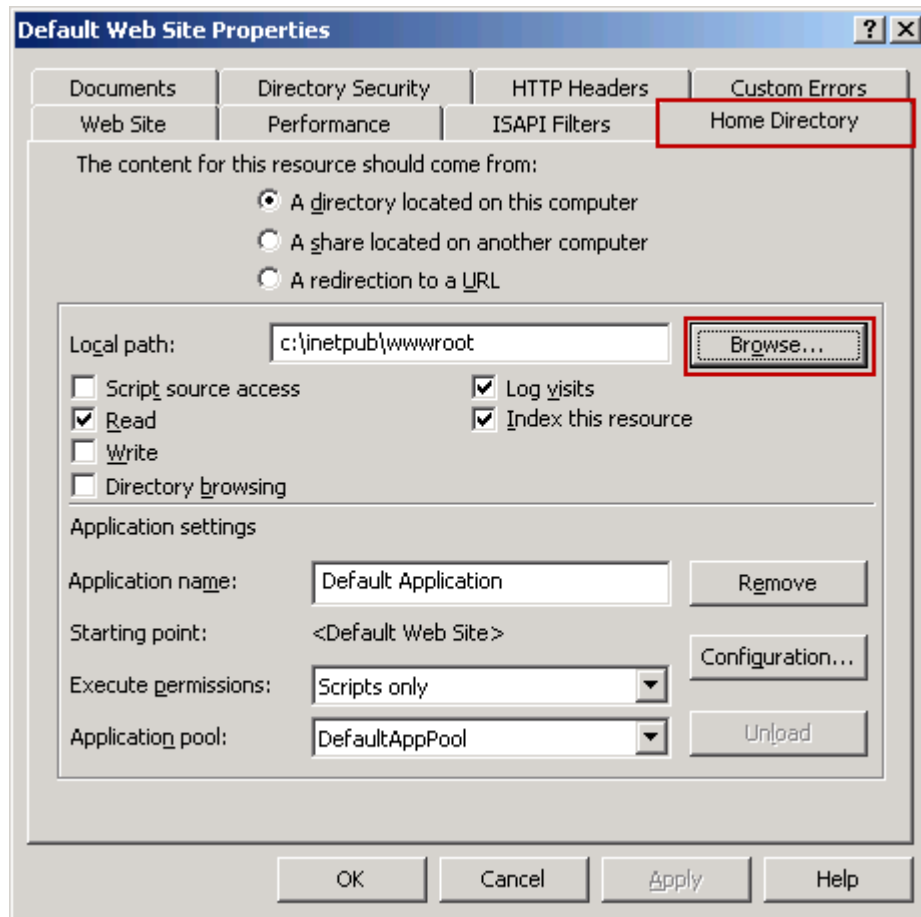 Default Web Site Properties
Documents Directory Security HTTP Headers Custom Errors
Web Site Performance ISAPI Filters Home Directory
The content for this resource should come from:
A directory located on this computer
A share located on another computer
A redirection to a URL
Local path: c:\inetpub\wwwroot Browse...
Script source access Log visits
Read Index this resource
Write
Directory browsing
Application settings
Application name: Default Application Remove
Starting point: <Default Web Site>
Configuration...
Execute permissions: Scripts only
Application pool: DefaultAppPool Unload
OK Cancel Apply Help